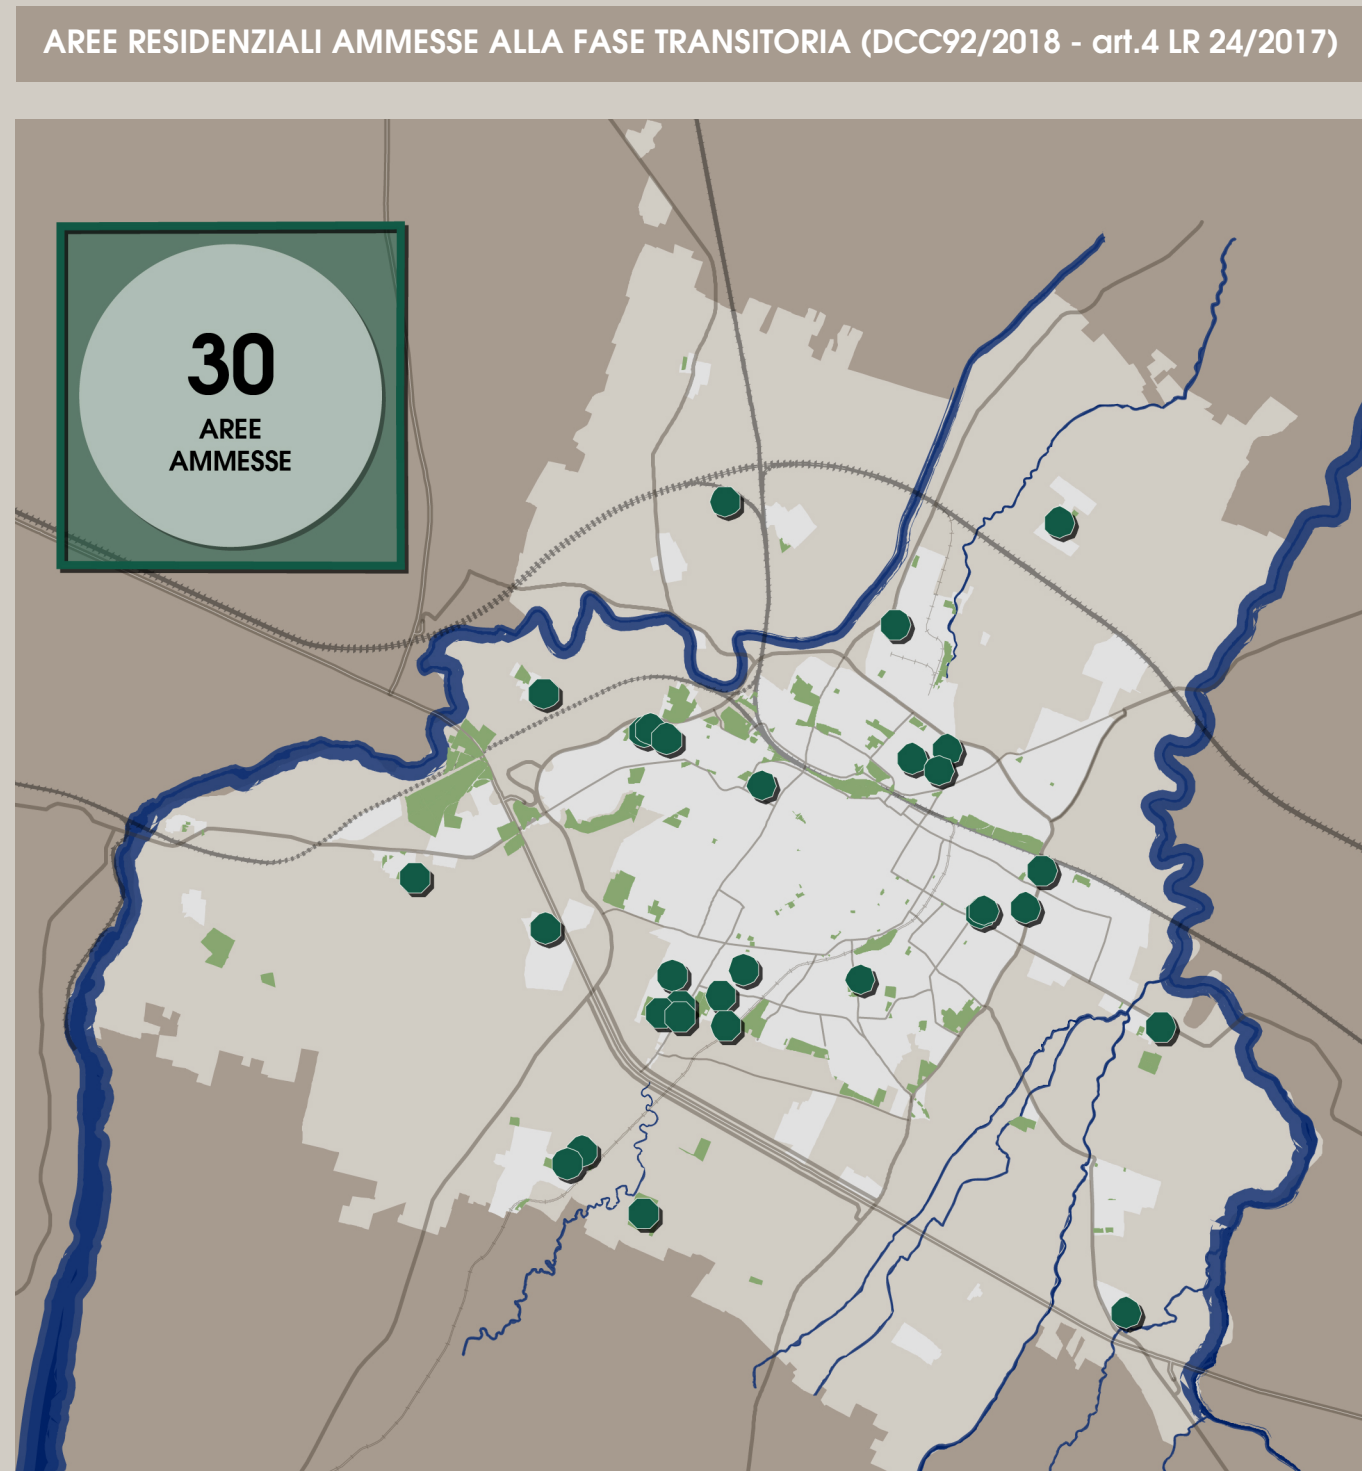 AREE RESIDENZIALI AMMESSE ALLA FASE TRANSITORIA (DCC92/2018 - art.4 LR 24/2017)
30
AREE
AMMESSE